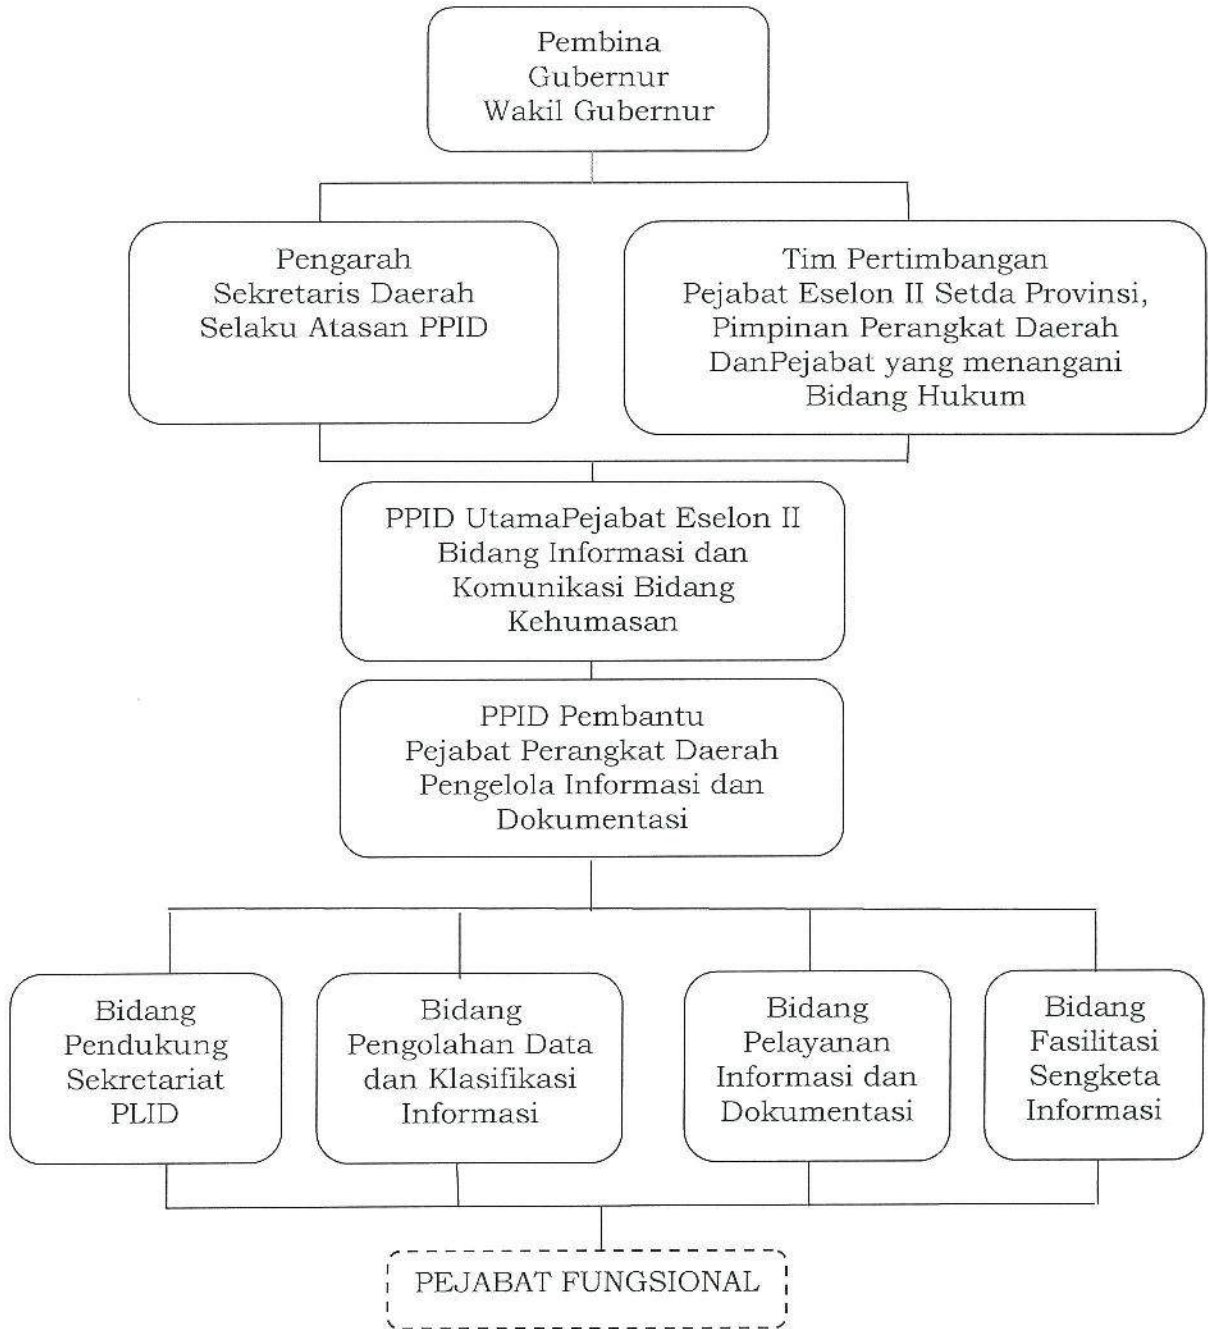 Pembina
Gubernur
Wakil Gubernur
Pengarah
Sekretaris Daerah
Selaku Atasan PPID
Tim Pertimbangan
Pejabat Eselon II Setda Provinsi,
Pimpinan Perangkat Daerah
DanPejabat yang menangani
Bidang Hukum
PPID UtamaPejabat Eselon II
Bidang Informasi dan
Komunikasi Bidang
Kehumasan
PPID Pembantu
Pejabat Perangkat Daerah
Pengelola Informasi dan
Dokumentasi
Bidang
Pendukung
Sekretariat
PLID
Bidang
Pengolahan Data
dan Klasifikasi
Informasi
Bidang
Pelayanan
Informasi dan
Dokumentasi
Bidang
Fasilitasi
Sengketa
Informasi
PEJABAT FUNGSIONAL